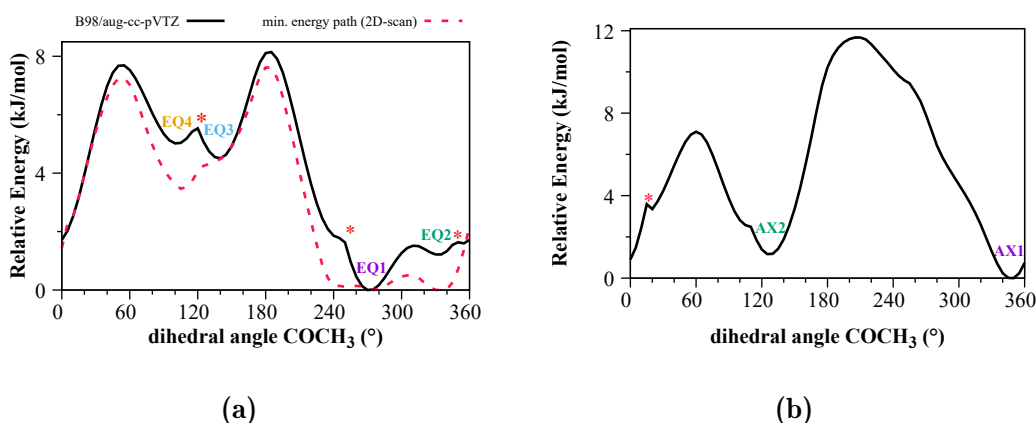 B98/aug-cc-pVTZ
min. energy path (2D-scan)
Relative Energy (kJ/mol)
8
4
0
EQ4
*
EQ3
*
EQ1
EQ2
*
0 60 120 180 240 300 360
dihedral angle COCH₃ (°)
(a)
Relative Energy (kJ/mol)
12
8
4
0
*
AX2
AX1
0 60 120 180 240 300 360
dihedral angle COCH₃ (°)
(b)